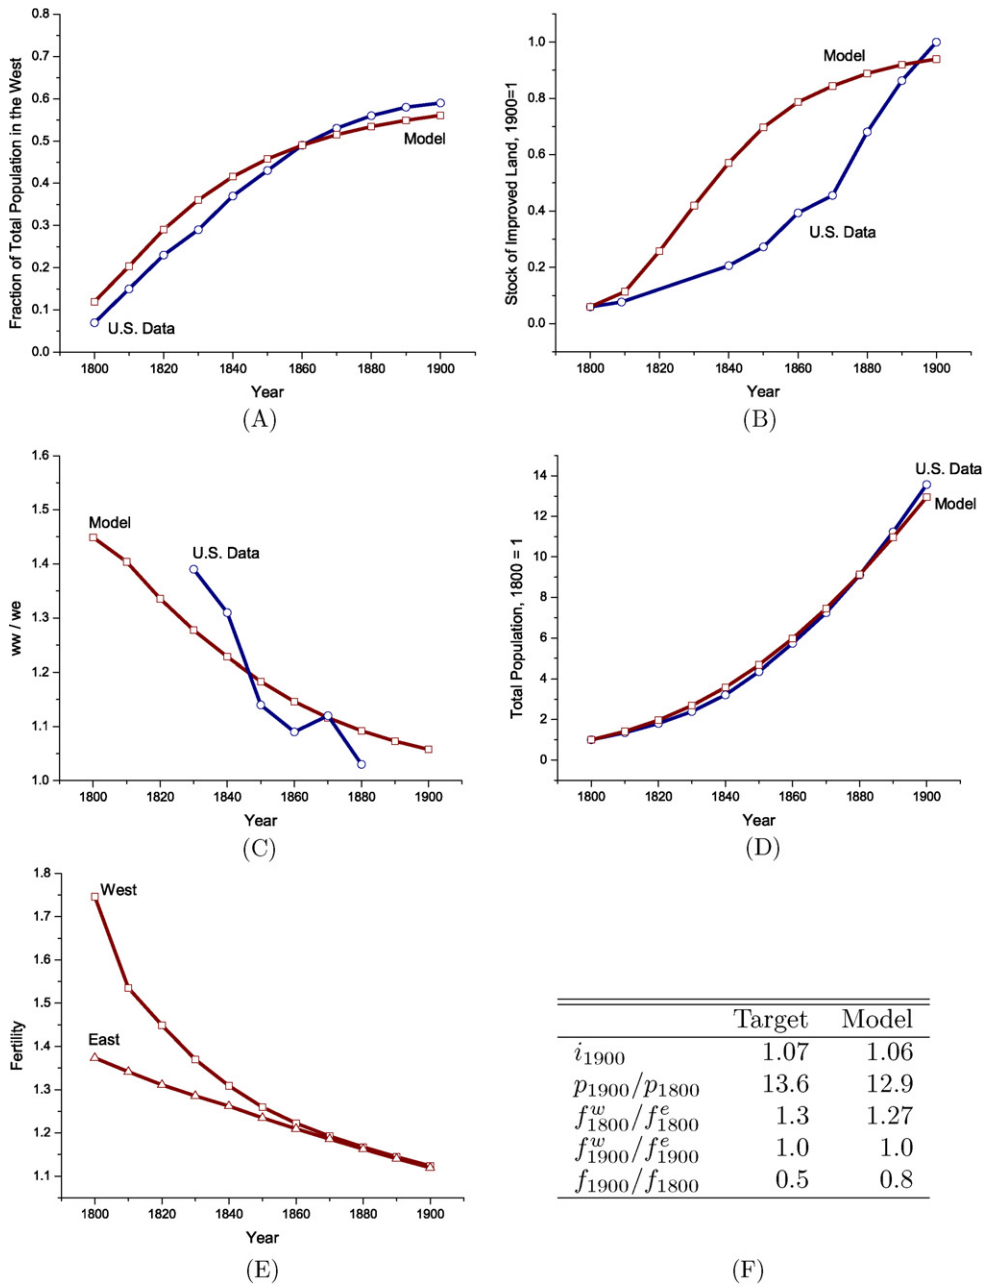 Fraction of Total Population in the West
0.8
0.7
0.6
0.5
0.4
0.3
0.2
0.1
0.0
Model
U.S. Data
1800 1820 1840 1860 1880 1900
Year
(A)
Stock of Improved Land, 1900=1
1.0
0.8
0.6
0.4
0.2
0.0
Model
U.S. Data
1800 1820 1840 1860 1880 1900
Year
(B)
ww / we
1.6
1.5
1.4
1.3
1.2
1.1
1.0
Model
U.S. Data
1800 1820 1840 1860 1880 1900
Year
(C)
Total Population, 1800 = 1
14
12
10
8
6
4
2
0
U.S. Data
Model
1800 1820 1840 1860 1880 1900
Year
(D)
Fertility
1.8
1.7
1.6
1.5
1.4
1.3
1.2
1.1
West
East
1800 1820 1840 1860 1880 1900
Year
(E)
Target Model
i1900 1.07 1.06
p1900/p1800 13.6 12.9
f^w_1800/f^e_1800 1.3 1.27
f^w_1900/f^e_1900 1.0 1.0
f1900/f1800 0.5 0.8
(F)